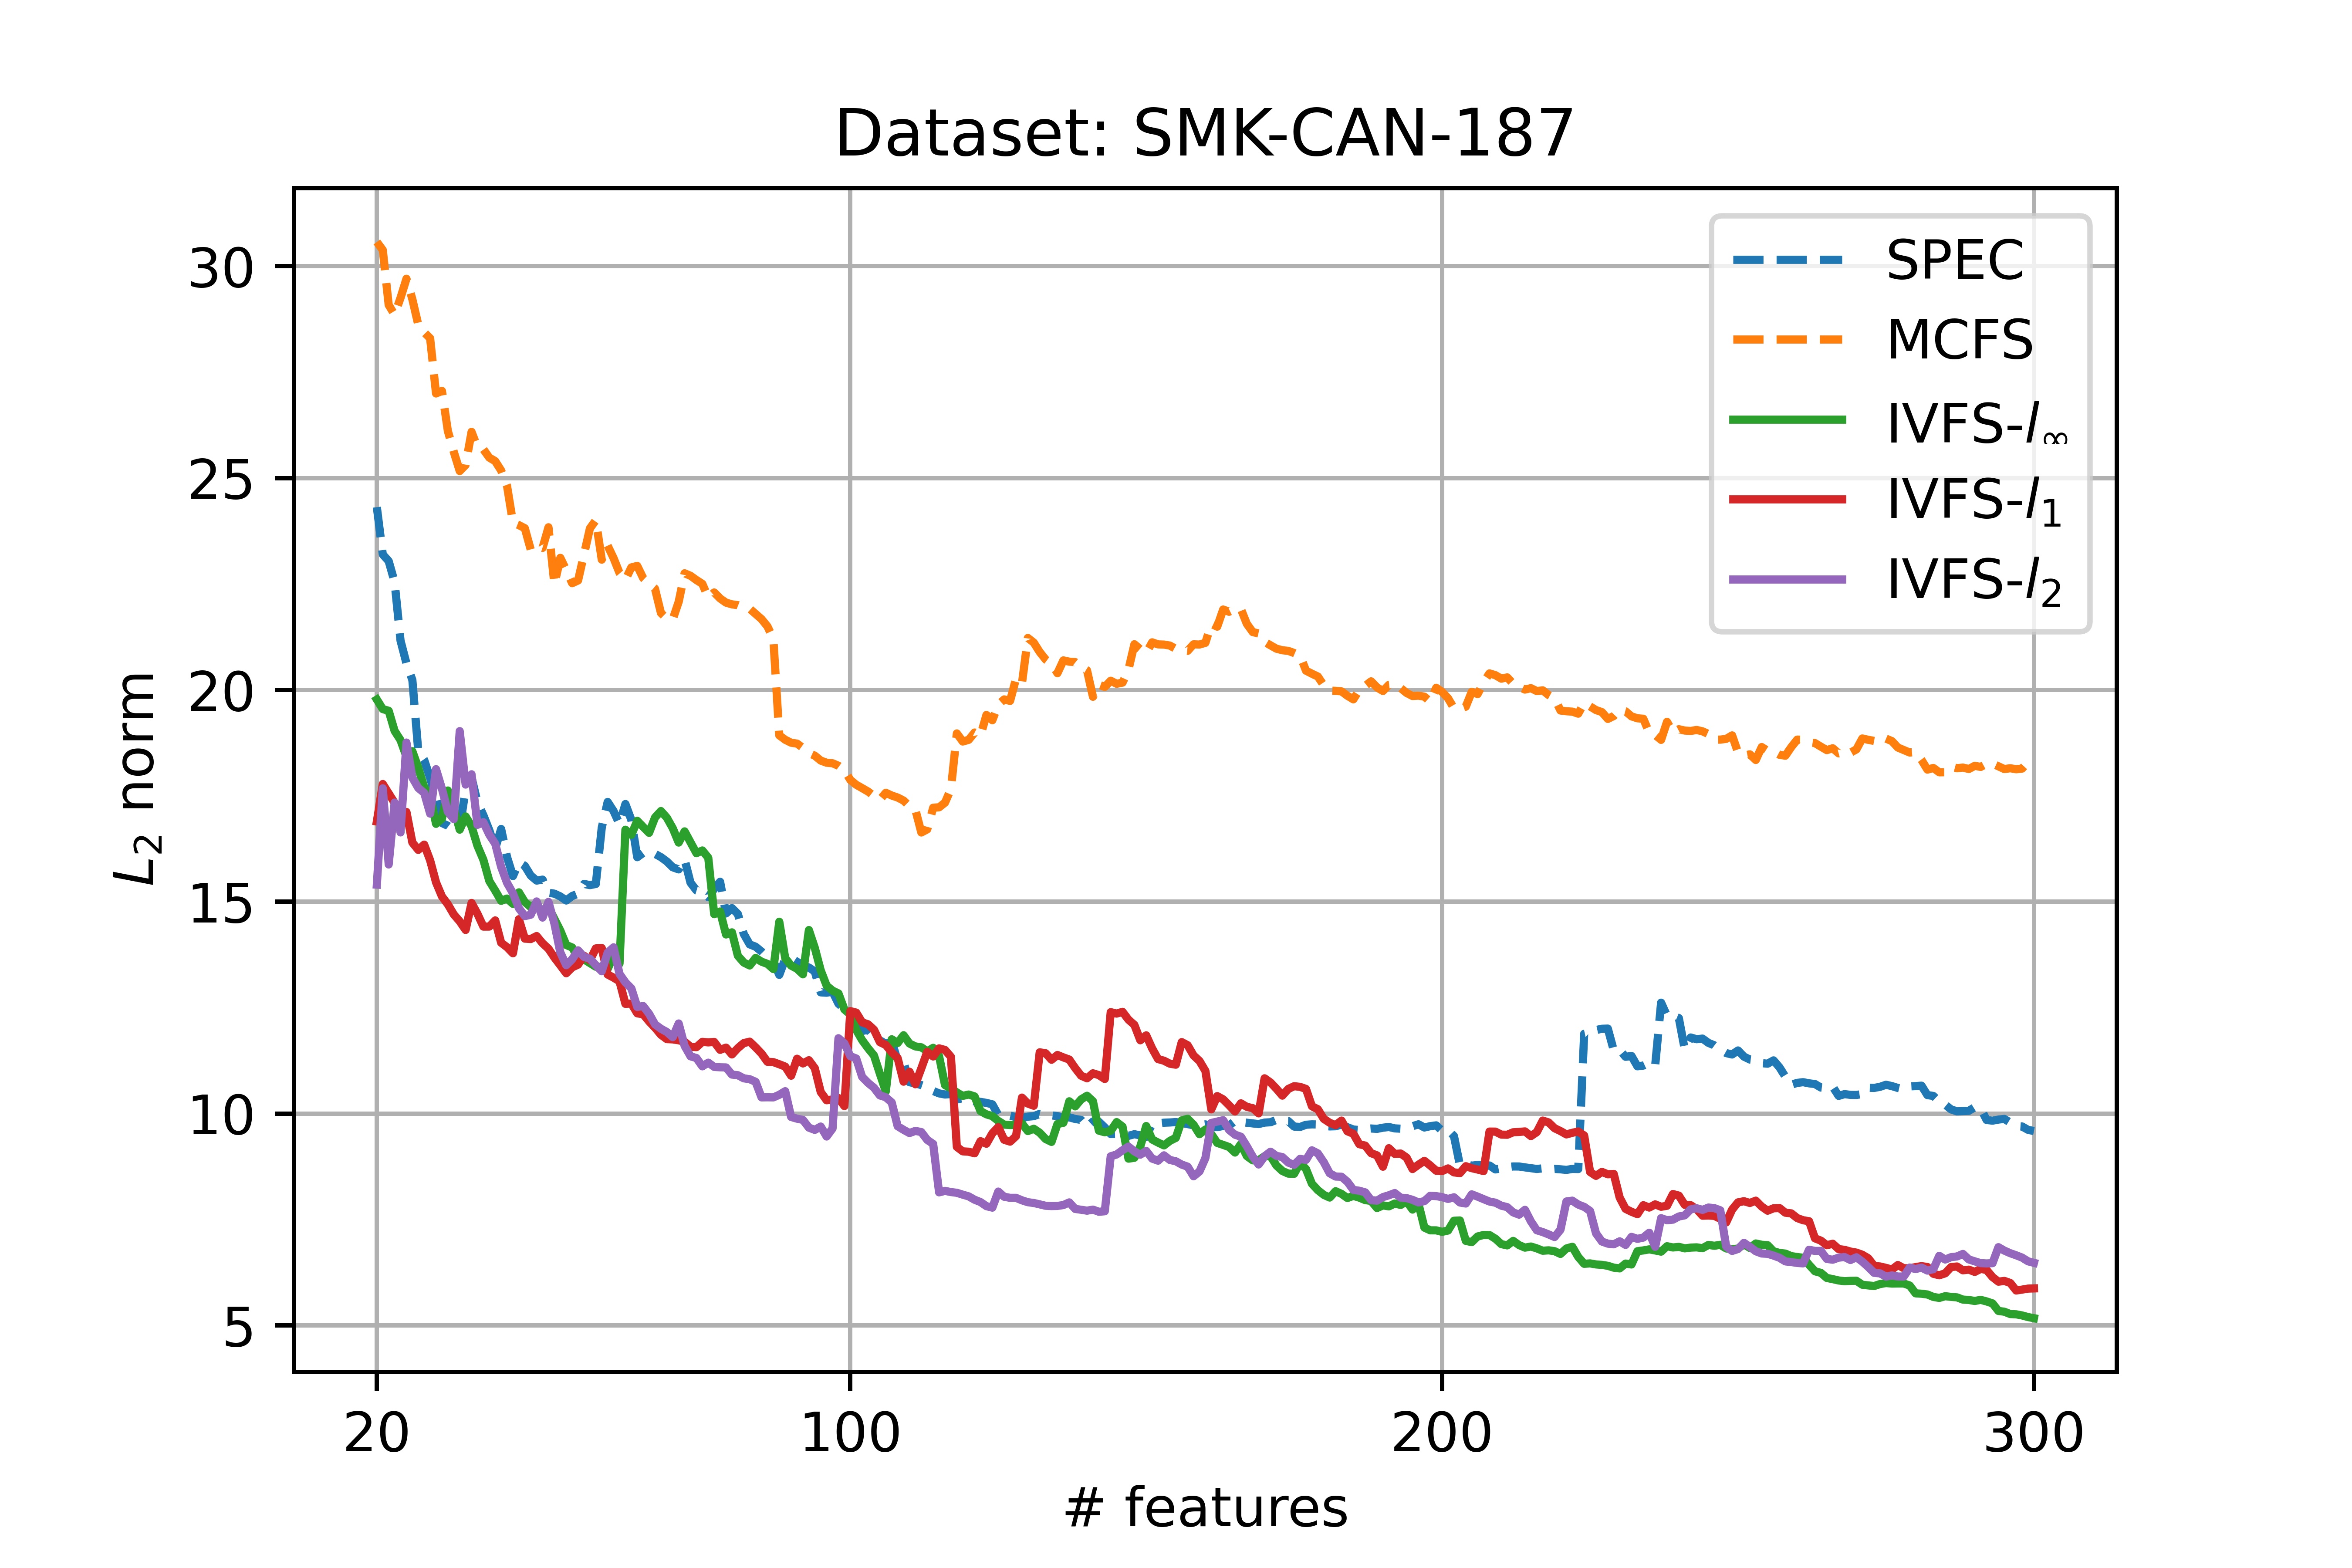 Dataset: SMK-CAN-187
30
25
20
15
10
5
L₂ norm
SPEC
MCFS
IVFS-l∞
IVFS-l₁
IVFS-l₂
20 100 200 300
# features